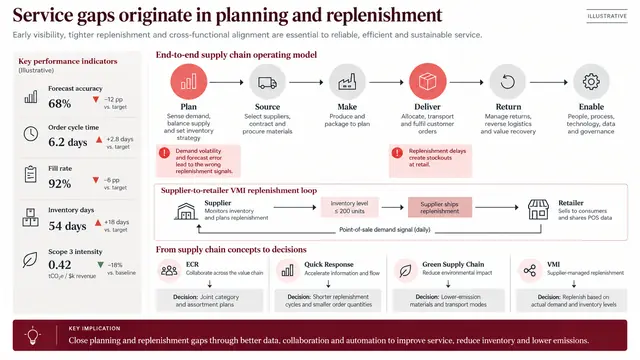 Service gaps originate in planning and replenishment
ILLUSTRATIVE
Early visibility, tighter replenishment and cross-functional alignment are essential to reliable, efficient and sustainable service.
Key performance indicators
(Illustrative)
Forecast accuracy
68%
−12 pp
vs. target
Order cycle time
6.2 days
+2.8 days
vs. target
Fill rate
92%
−6 pp
vs. target
Inventory days
54 days
+18 days
vs. target
Scope 3 intensity
0.42
−18%
vs. baseline
tCO₂e / $k revenue
End-to-end supply chain operating model
Plan
Sense demand,
balance supply
and set inventory
strategy
Source
Select suppliers,
contract and
procure materials
Make
Produce and
package to plan
Deliver
Allocate, transport
and fulfil customer
orders
Return
Manage returns,
reverse logistics
and value recovery
Enable
People, process,
technology, data
and governance
Demand volatility
and forecast error
lead to the wrong
replenishment signals.
Replenishment delays
create stockouts
at retail.
Supplier-to-retailer VMI replenishment loop
Supplier
Monitors inventory
and plans replenishment
Inventory level
≤ 200 units
Supplier ships
replenishment
Retailer
Sells to consumers
and shares POS data
Point-of-sale demand signal (daily)
From supply chain concepts to decisions
ECR
Collaborate across the value chain
Decision: Joint category
and assortment plans
Quick Response
Accelerate information and flow
Decision: Shorter replenishment
cycles and smaller order quantities
Green Supply Chain
Reduce environmental impact
Decision: Lower-emission
materials and transport modes
VMI
Supplier-managed replenishment
Decision: Replenish based on
actual demand and inventory levels
KEY IMPLICATION
Close planning and replenishment gaps through better data, collaboration and automation to improve service, reduce inventory and lower emissions.